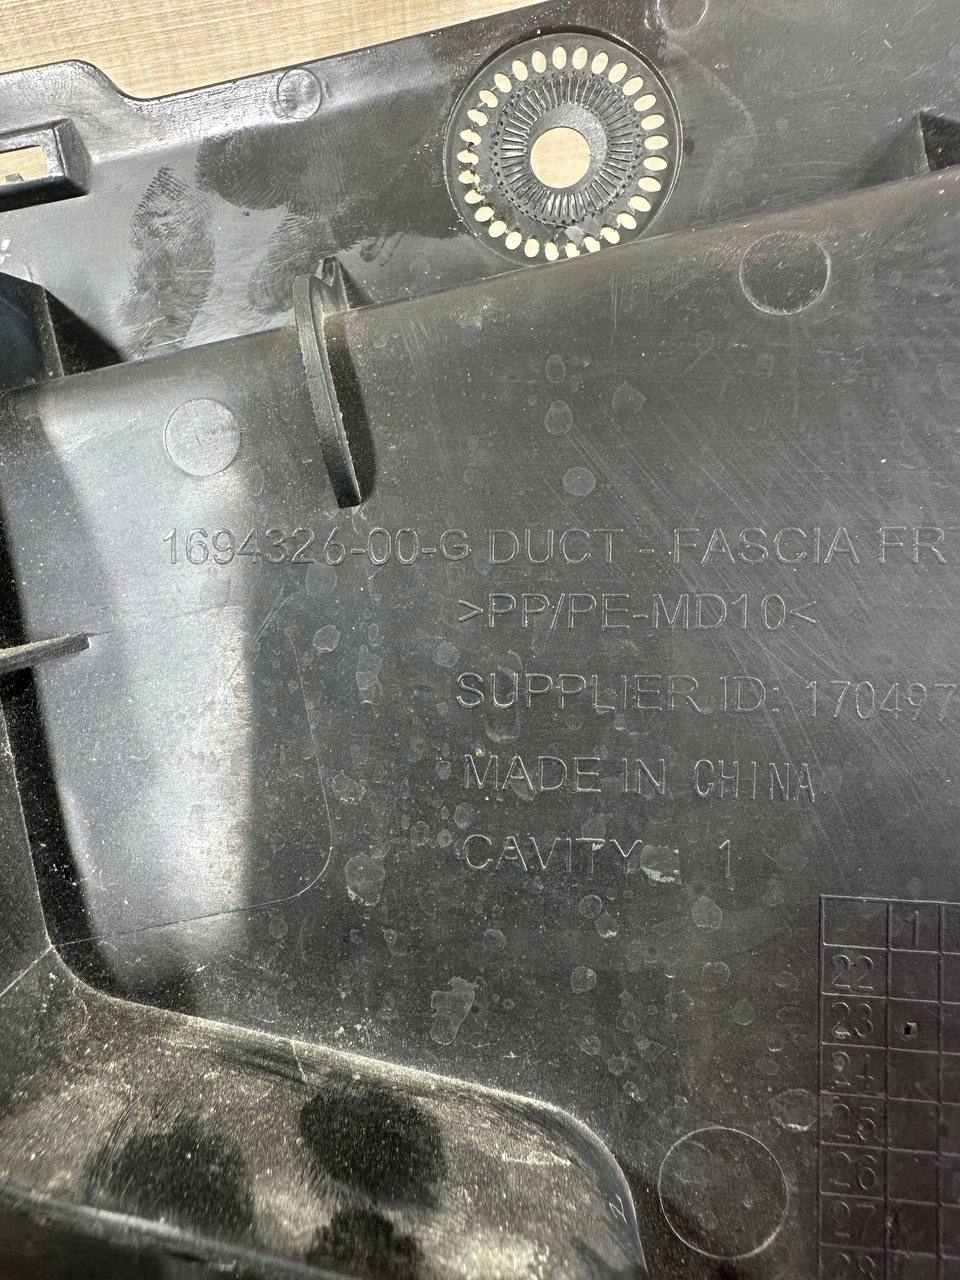 1694326-00-G DUCT - FASCIA FR
>PP/PE-MD10<
SUPPLIER ID: 170497
MADE IN CHINA
CAVITY : 1
1
22
23
24
25
26
27
28